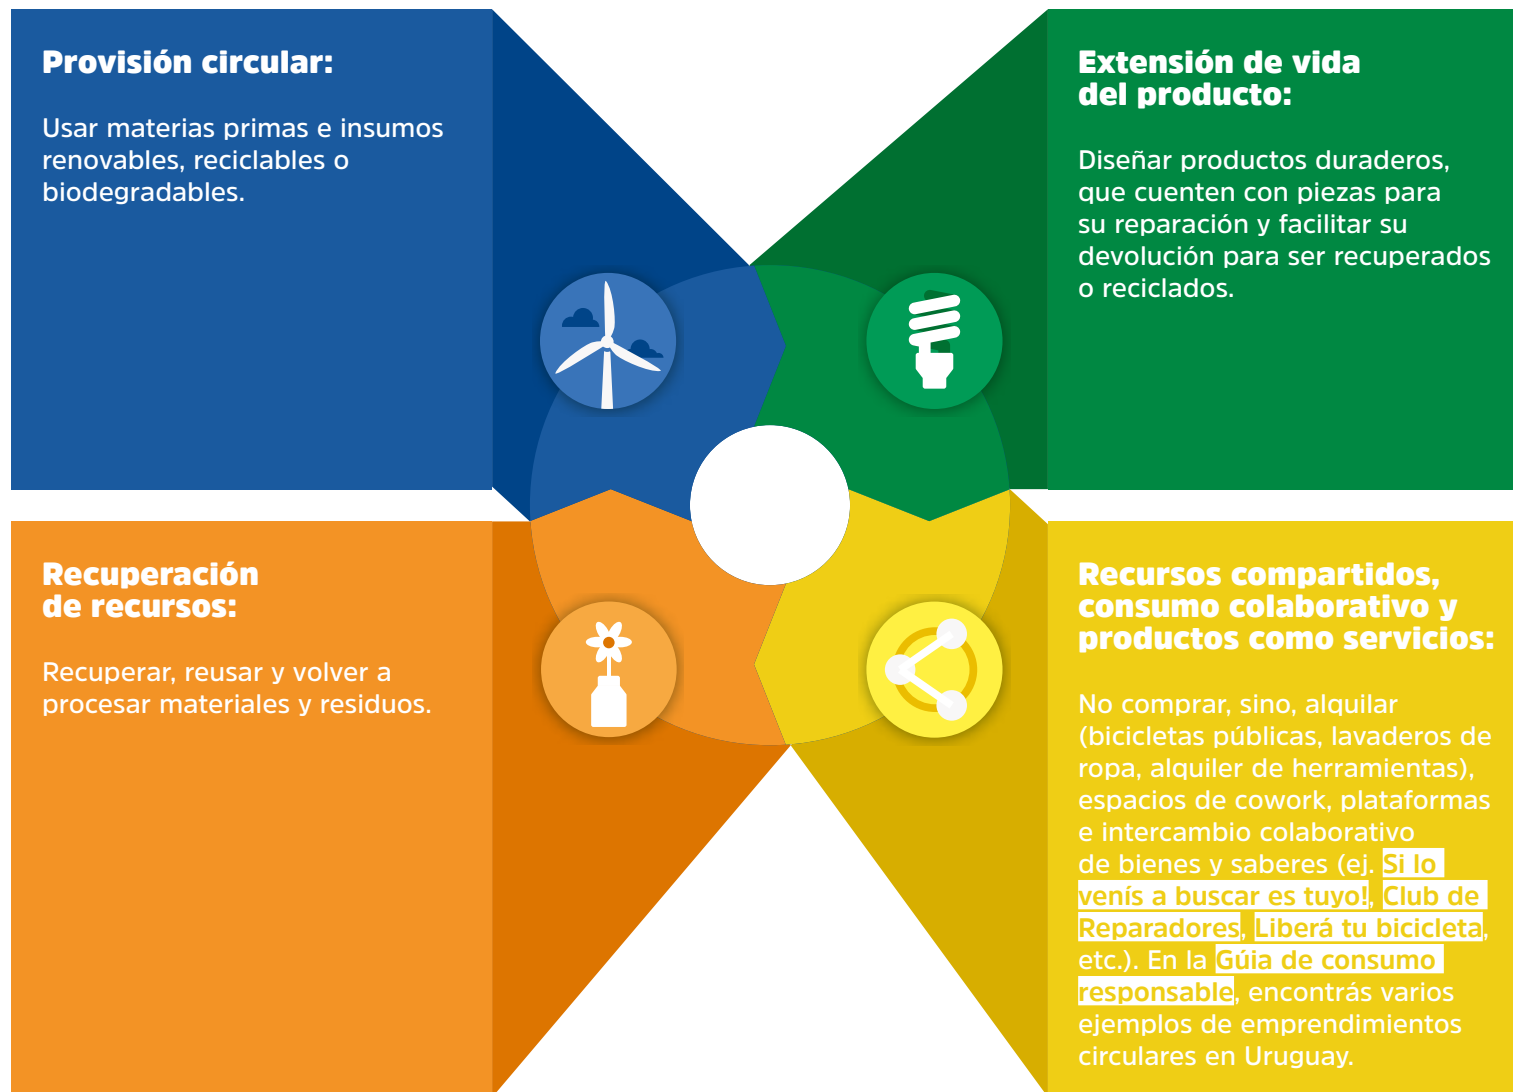 Provisión circular:
Usar materias primas e insumos
renovables, reciclables o
biodegradables.
Extensión de vida
del producto:
Diseñar productos duraderos,
que cuenten con piezas para
su reparación y facilitar su
devolución para ser recuperados
o reciclados.
Recuperación
de recursos:
Recuperar, reusar y volver a
procesar materiales y residuos.
Recursos compartidos,
consumo colaborativo y
productos como servicios:
No comprar, sino, alquilar
(bicicletas públicas, lavaderos de
ropa, alquiler de herramientas),
espacios de cowork, plataformas
e intercambio colaborativo
de bienes y saberes (ej. Si lo
venís a buscar es tuyo!, Club de
Reparadores, Liberá tu bicicleta,
etc.). En la Gúia de consumo
responsable, encontrás varios
ejemplos de emprendimientos
circulares en Uruguay.